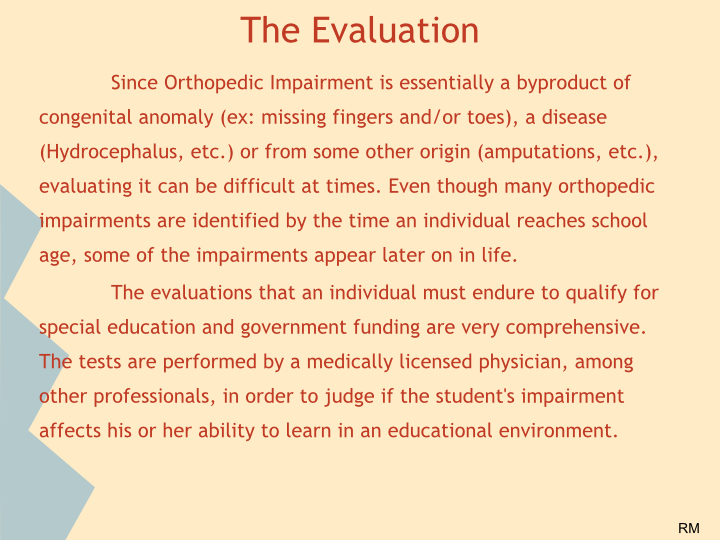 The Evaluation
Since Orthopedic Impairment is essentially a byproduct of
congenital anomaly (ex: missing fingers and/or toes), a disease
(Hydrocephalus, etc.) or from some other origin (amputations, etc.),
evaluating it can be difficult at times. Even though many orthopedic
impairments are identified by the time an individual reaches school
age, some of the impairments appear later on in life.
The evaluations that an individual must endure to qualify for
special education and government funding are very comprehensive.
The tests are performed by a medically licensed physician, among
other professionals, in order to judge if the student's impairment
affects his or her ability to learn in an educational environment.
RM